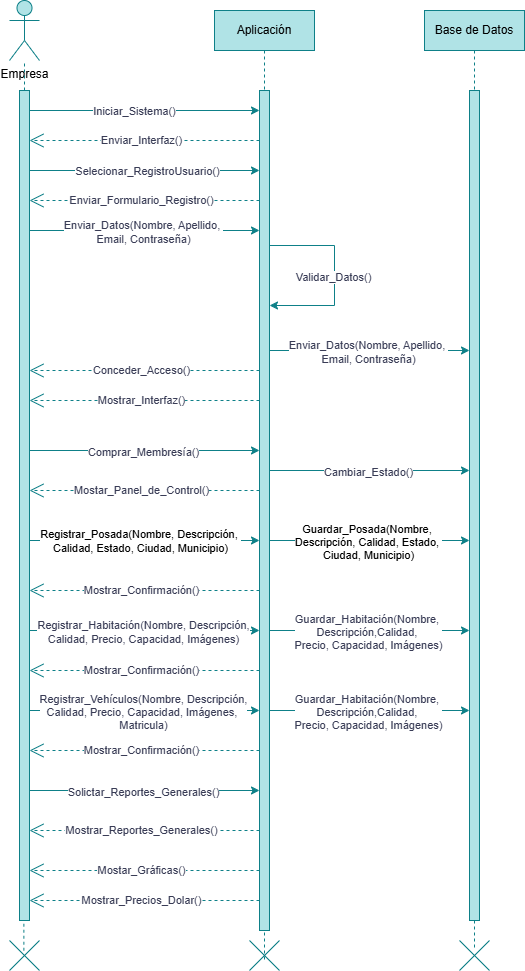 Aplicación
Base de Datos
Empresa
Iniciar_Sistema()
Enviar_Interfaz()
Selecionar_RegistroUsuario()
Enviar_Formulario_Registro()
Enviar_Datos(Nombre, Apellido,
Email, Contraseña)
Validar_Datos()
Enviar_Datos(Nombre, Apellido,
Email, Contraseña)
Conceder_Acceso()
Mostrar_Interfaz()
Comprar_Membresía()
Cambiar_Estado()
Mostar_Panel_de_Control()
Registrar_Posada(Nombre, Descripción,
Calidad, Estado, Ciudad, Municipio)
Guardar_Posada(Nombre,
Descripción, Calidad, Estado,
Ciudad, Municipio)
Mostrar_Confirmación()
Registrar_Habitación(Nombre, Descripción,
Calidad, Precio, Capacidad, Imágenes)
Guardar_Habitación(Nombre,
Descripción,Calidad,
Precio, Capacidad, Imágenes)
Mostrar_Confirmación()
Registrar_Vehículos(Nombre, Descripción,
Calidad, Precio, Capacidad, Imágenes,
Matricula)
Guardar_Habitación(Nombre,
Descripción,Calidad,
Precio, Capacidad, Imágenes)
Mostrar_Confirmación()
Solictar_Reportes_Generales()
Mostrar_Reportes_Generales()
Mostar_Gráficas()
Mostrar_Precios_Dolar()